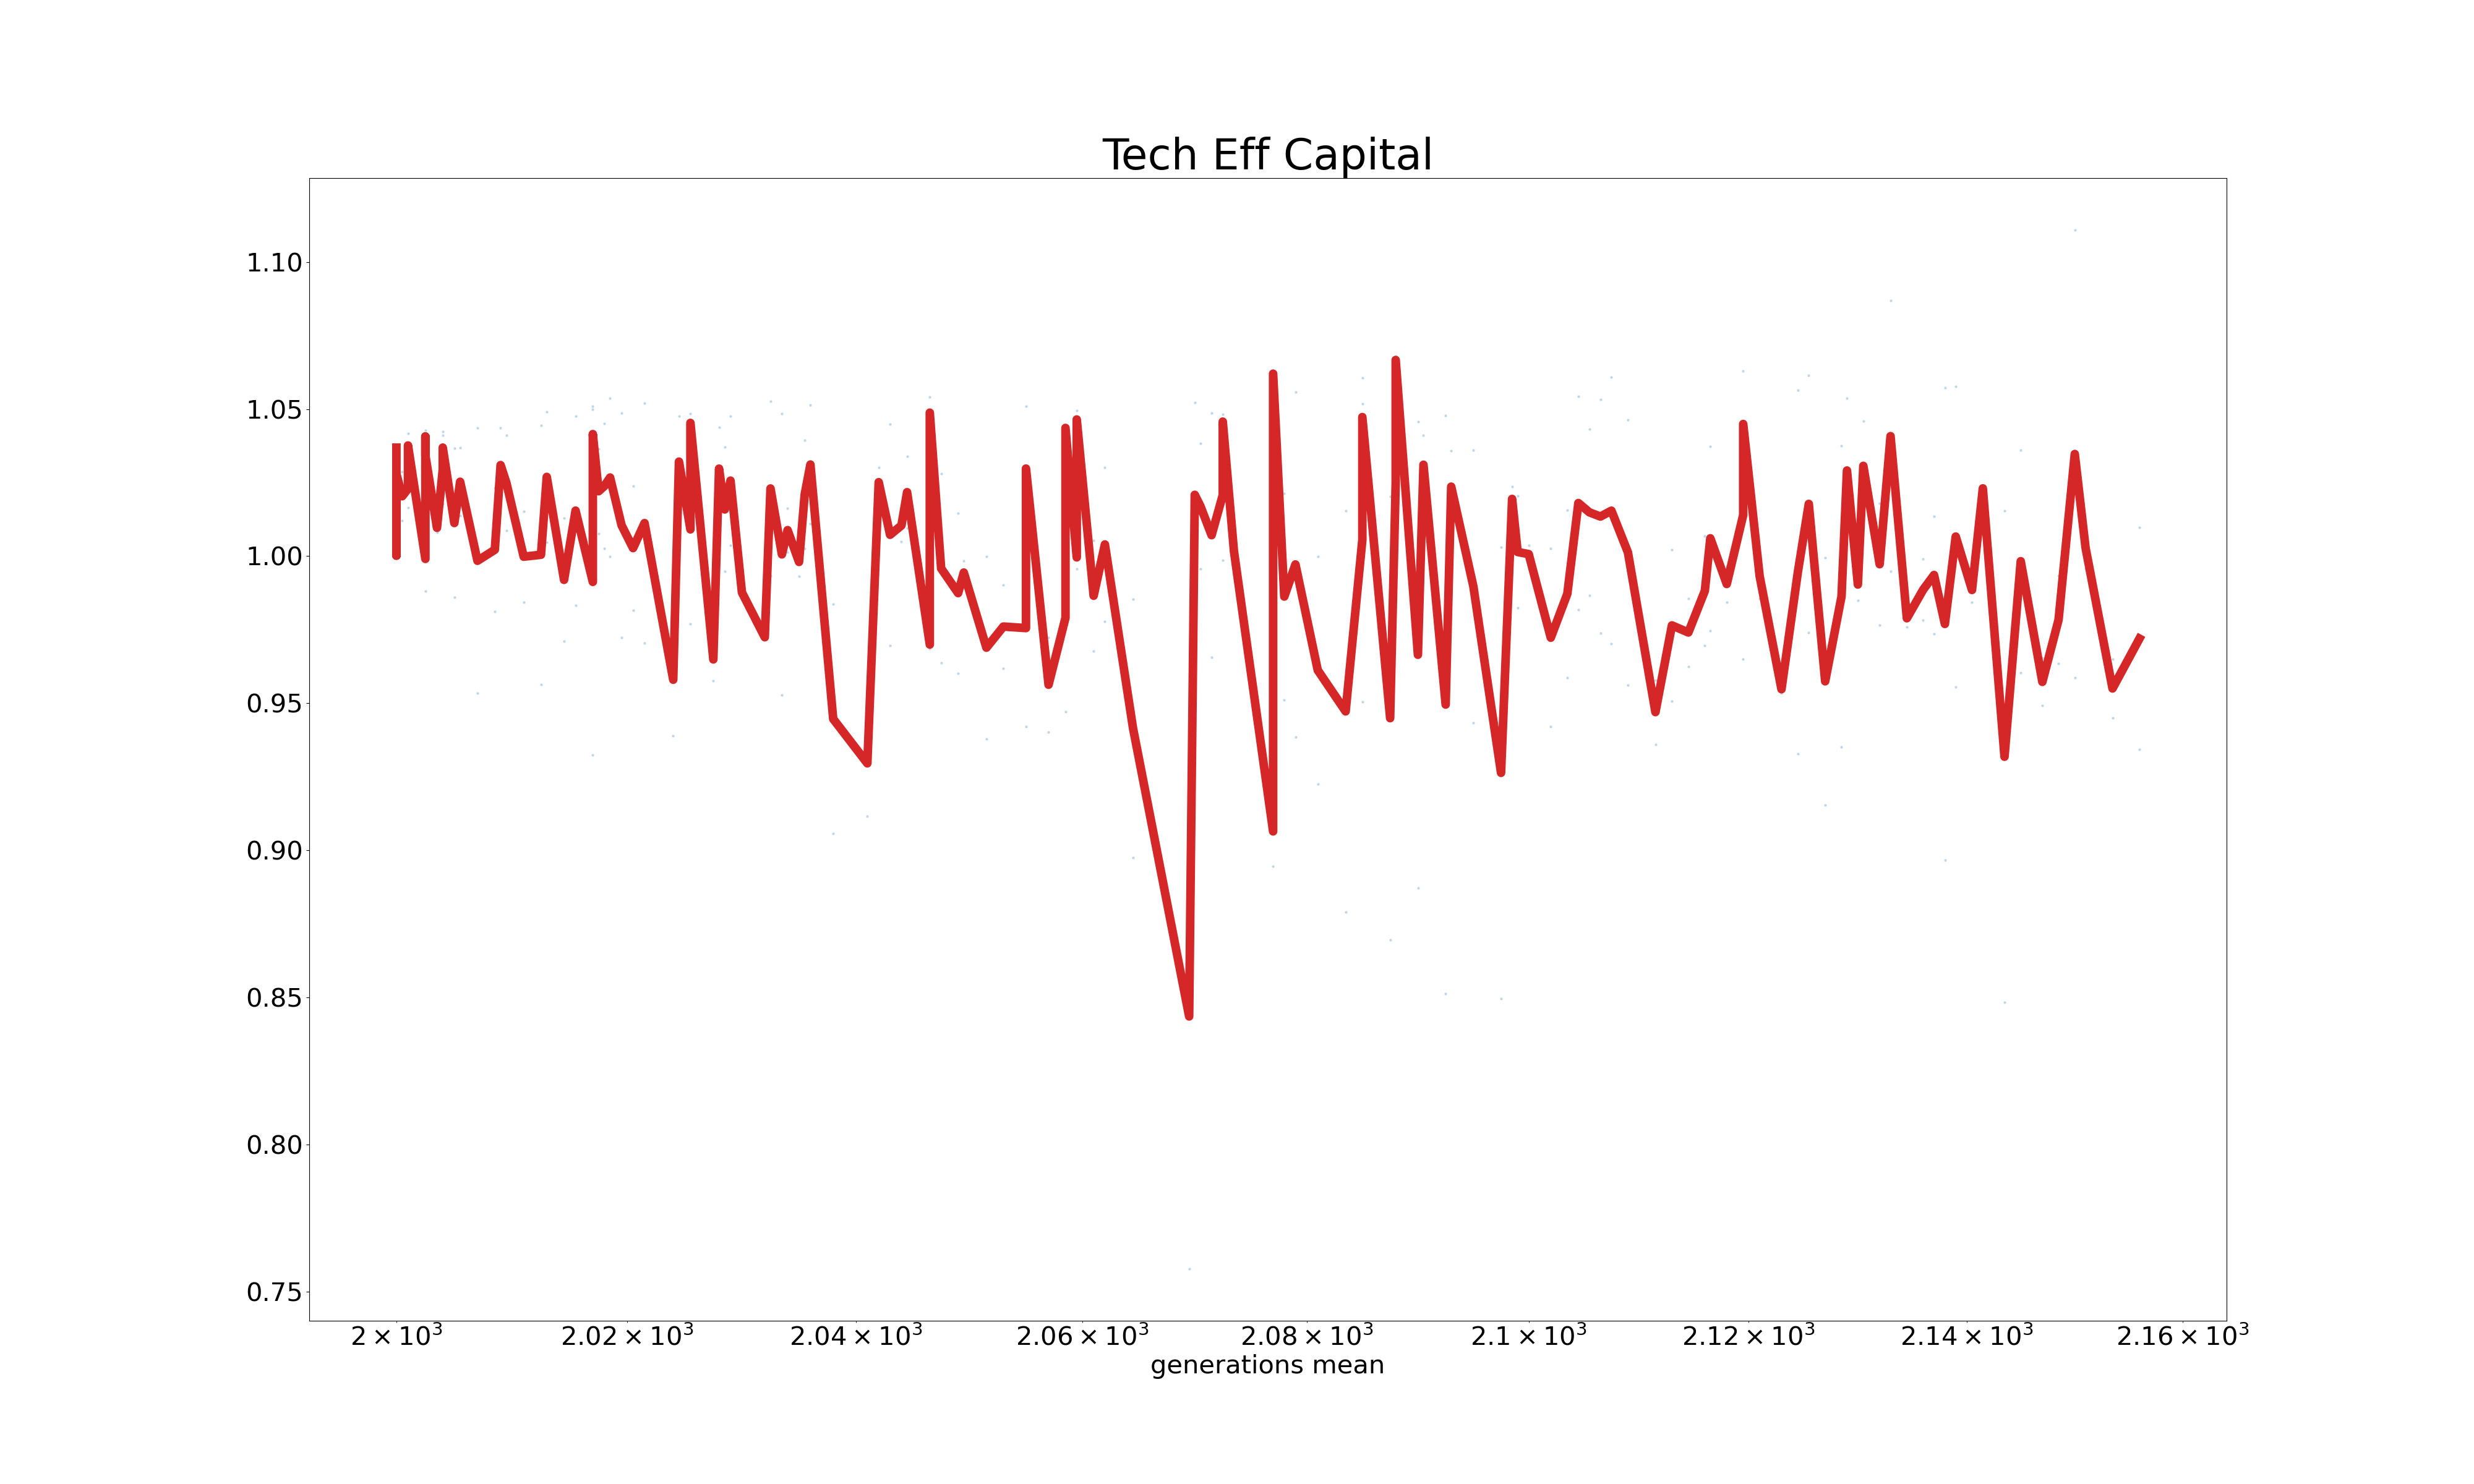 Tech Eff Capital
1.10
1.05
1.00
0.95
0.90
0.85
0.80
0.75
2 × 10³ 2.02 × 10³ 2.04 × 10³ 2.06 × 10³ 2.08 × 10³ 2.1 × 10³ 2.12 × 10³ 2.14 × 10³ 2.16 × 10³
generations mean